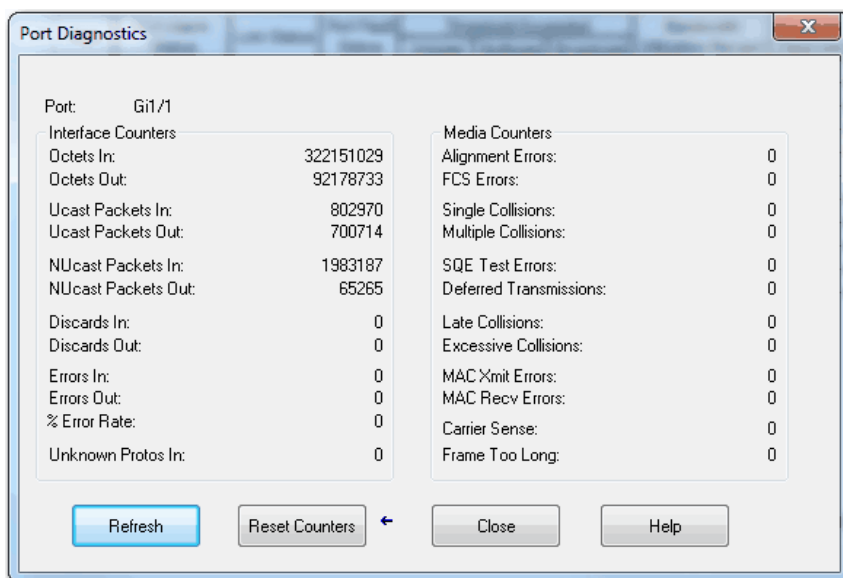 Port Diagnostics
Port: Gi1/1
Interface Counters
Octets In: 322151029
Octets Out: 92178733
Ucast Packets In: 802970
Ucast Packets Out: 700714
NUcast Packets In: 1983187
NUcast Packets Out: 65265
Discards In: 0
Discards Out: 0
Errors In: 0
Errors Out: 0
% Error Rate: 0
Unknown Protos In: 0
Media Counters
Alignment Errors: 0
FCS Errors: 0
Single Collisions: 0
Multiple Collisions: 0
SQE Test Errors: 0
Deferred Transmissions: 0
Late Collisions: 0
Excessive Collisions: 0
MAC Xmit Errors: 0
MAC Recv Errors: 0
Carrier Sense: 0
Frame Too Long: 0
Refresh Reset Counters Close Help